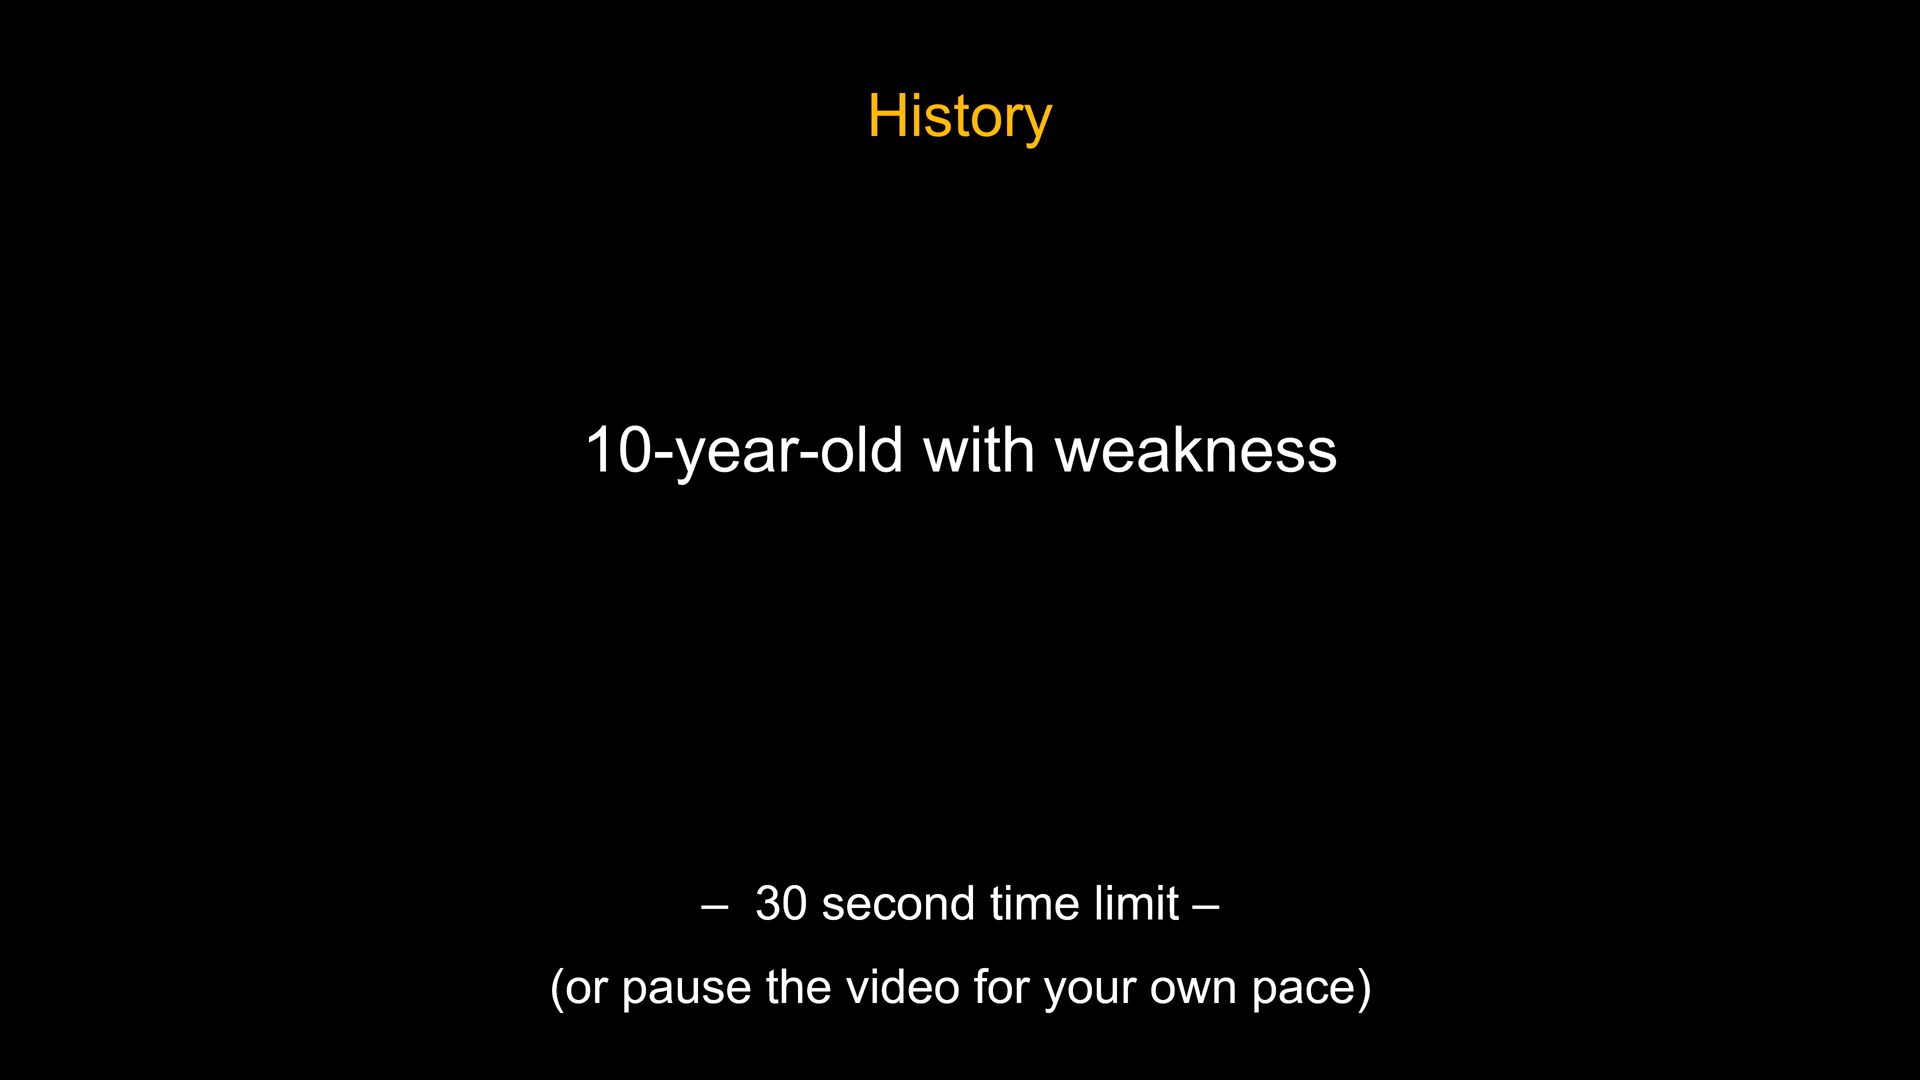 History
10-year-old with weakness
– 30 second time limit –
(or pause the video for your own pace)